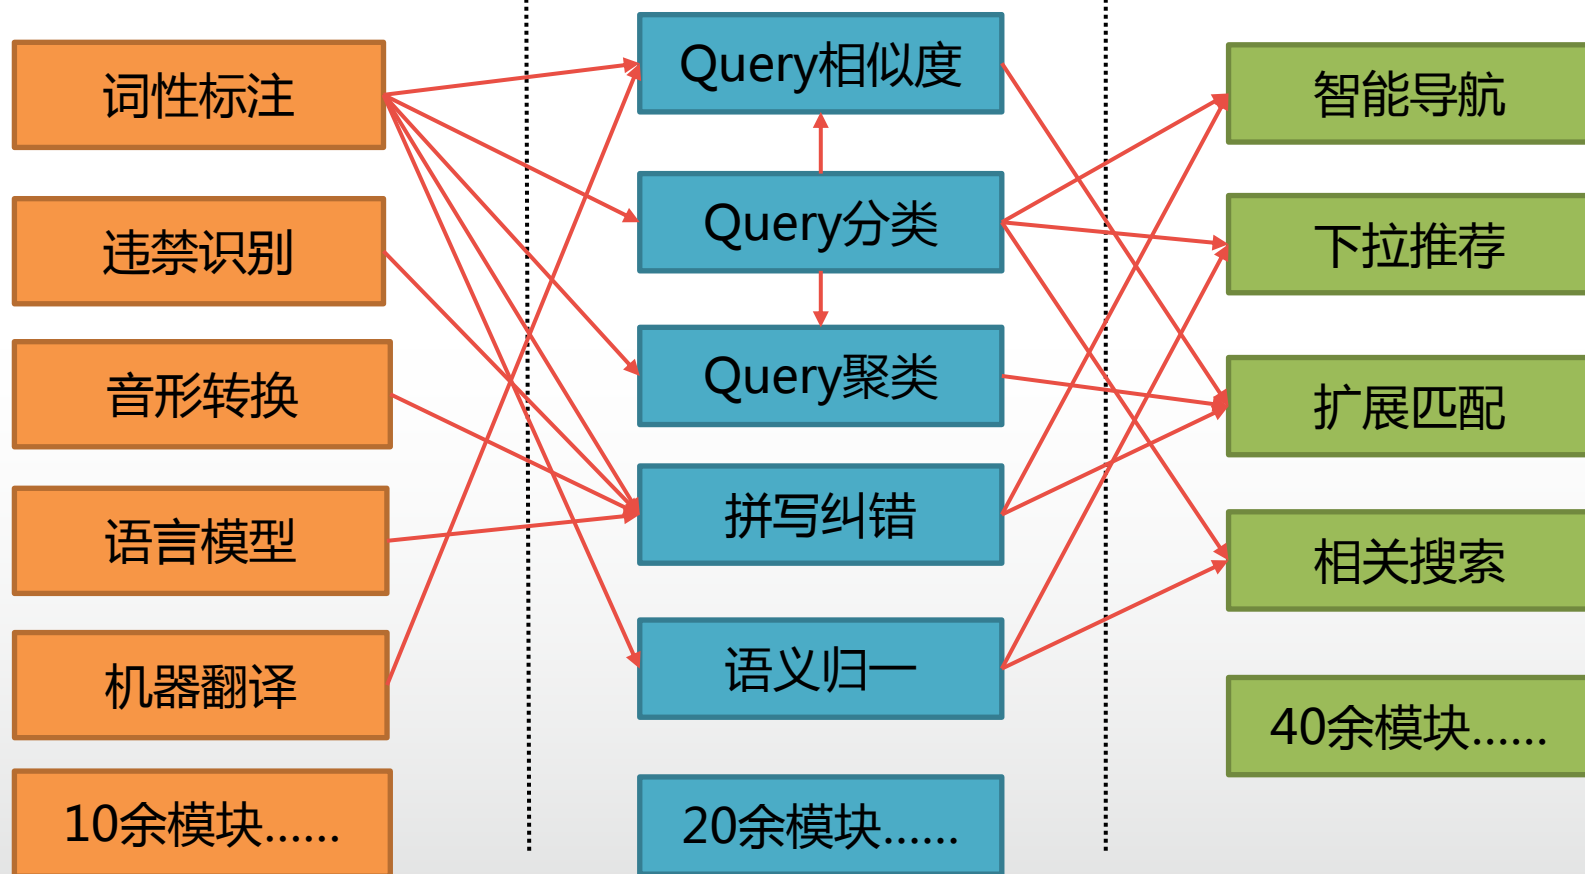 词性标注
违禁识别
音形转换
语言模型
机器翻译
10余模块……
Query相似度
Query分类
Query聚类
拼写纠错
语义归一
20余模块……
智能导航
下拉推荐
扩展匹配
相关搜索
40余模块……